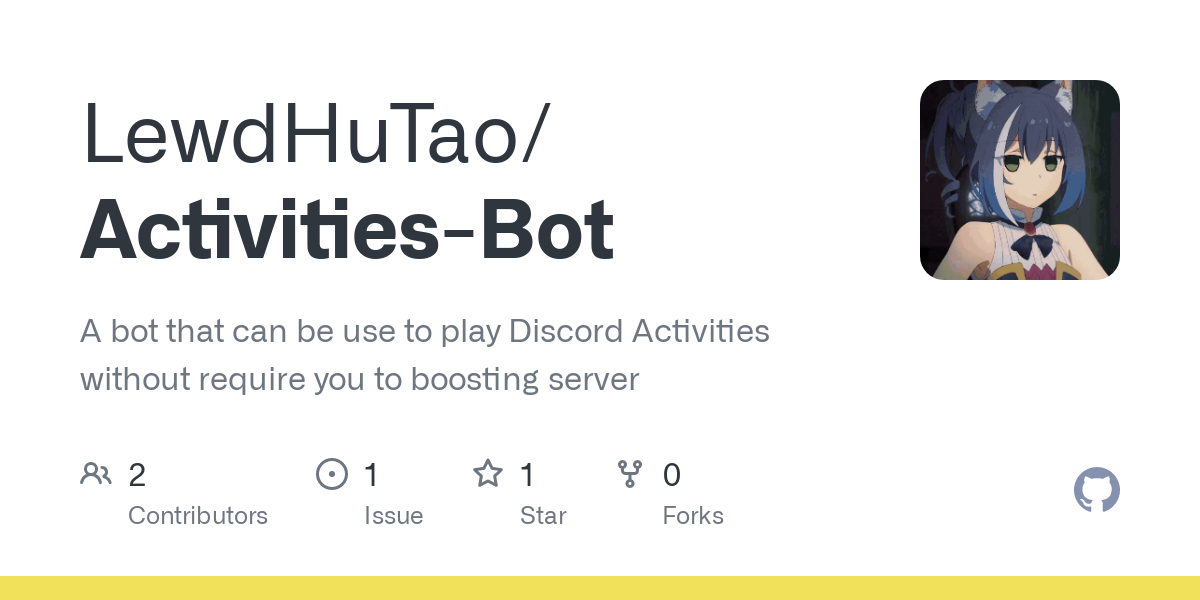 LewdHuTao/
Activities-Bot
A bot that can be use to play Discord Activities
without require you to boosting server
2
Contributors
1
Issue
1
Star
0
Forks